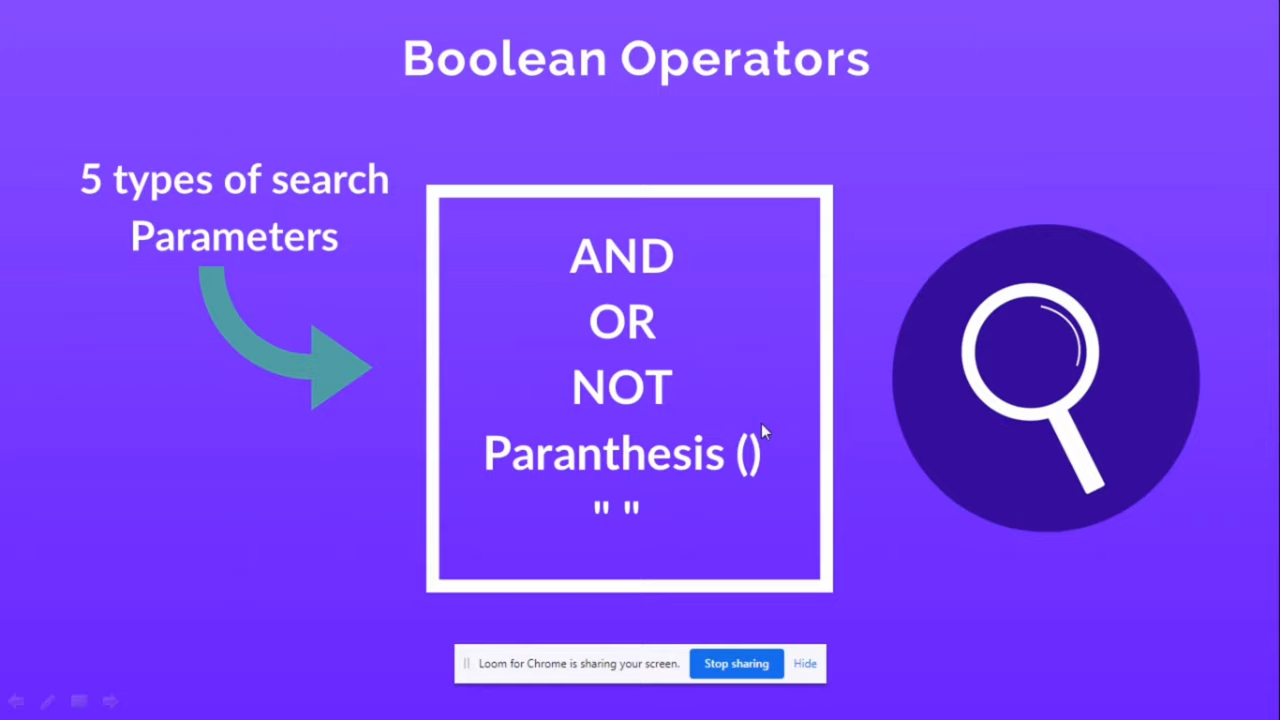 Boolean Operators
5 types of search
Parameters
AND
OR
NOT
Paranthesis ()
" "
Loom for Chrome is sharing your screen. Stop sharing Hide